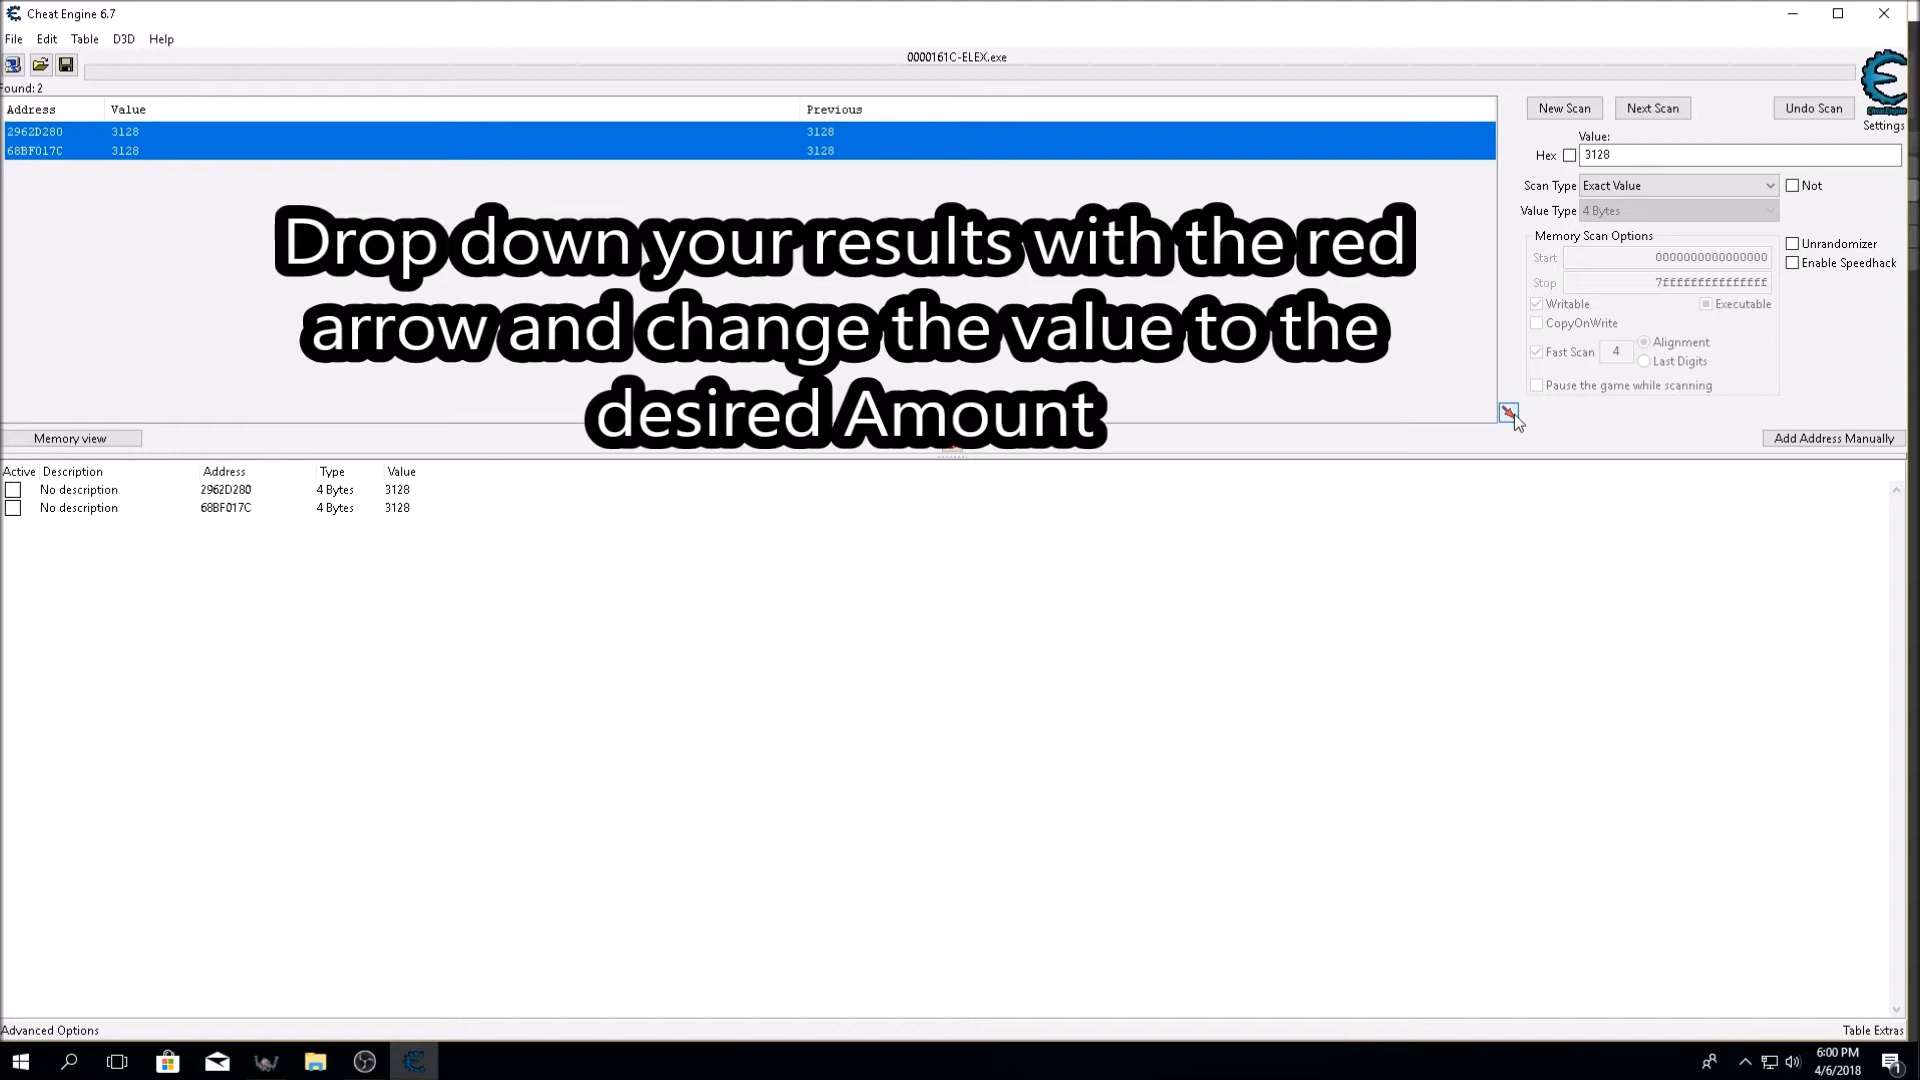 Cheat Engine 6.7
File Edit Table D3D Help
0000161C-ELEX.exe
ound: 2
Address Value Previous
2962D280 3128 3128
68BF017C 3128 3128
New Scan Next Scan Undo Scan
Settings
Value:
Hex 3128
Scan Type Exact Value Not
Value Type 4 Bytes
Memory Scan Options
Start 0000000000000000
Stop 7fffffffffffffff
Unrandomizer
Enable Speedhack
Writable Executable
CopyOnWrite
Fast Scan 4 Alignment
Last Digits
Pause the game while scanning
Drop down your results with the red
arrow and change the value to the
desired Amount
Memory view Add Address Manually
Active Description Address Type Value
No description 2962D280 4 Bytes 3128
No description 68BF017C 4 Bytes 3128
Advanced Options Table Extras
6:00 PM
4/6/2018
1